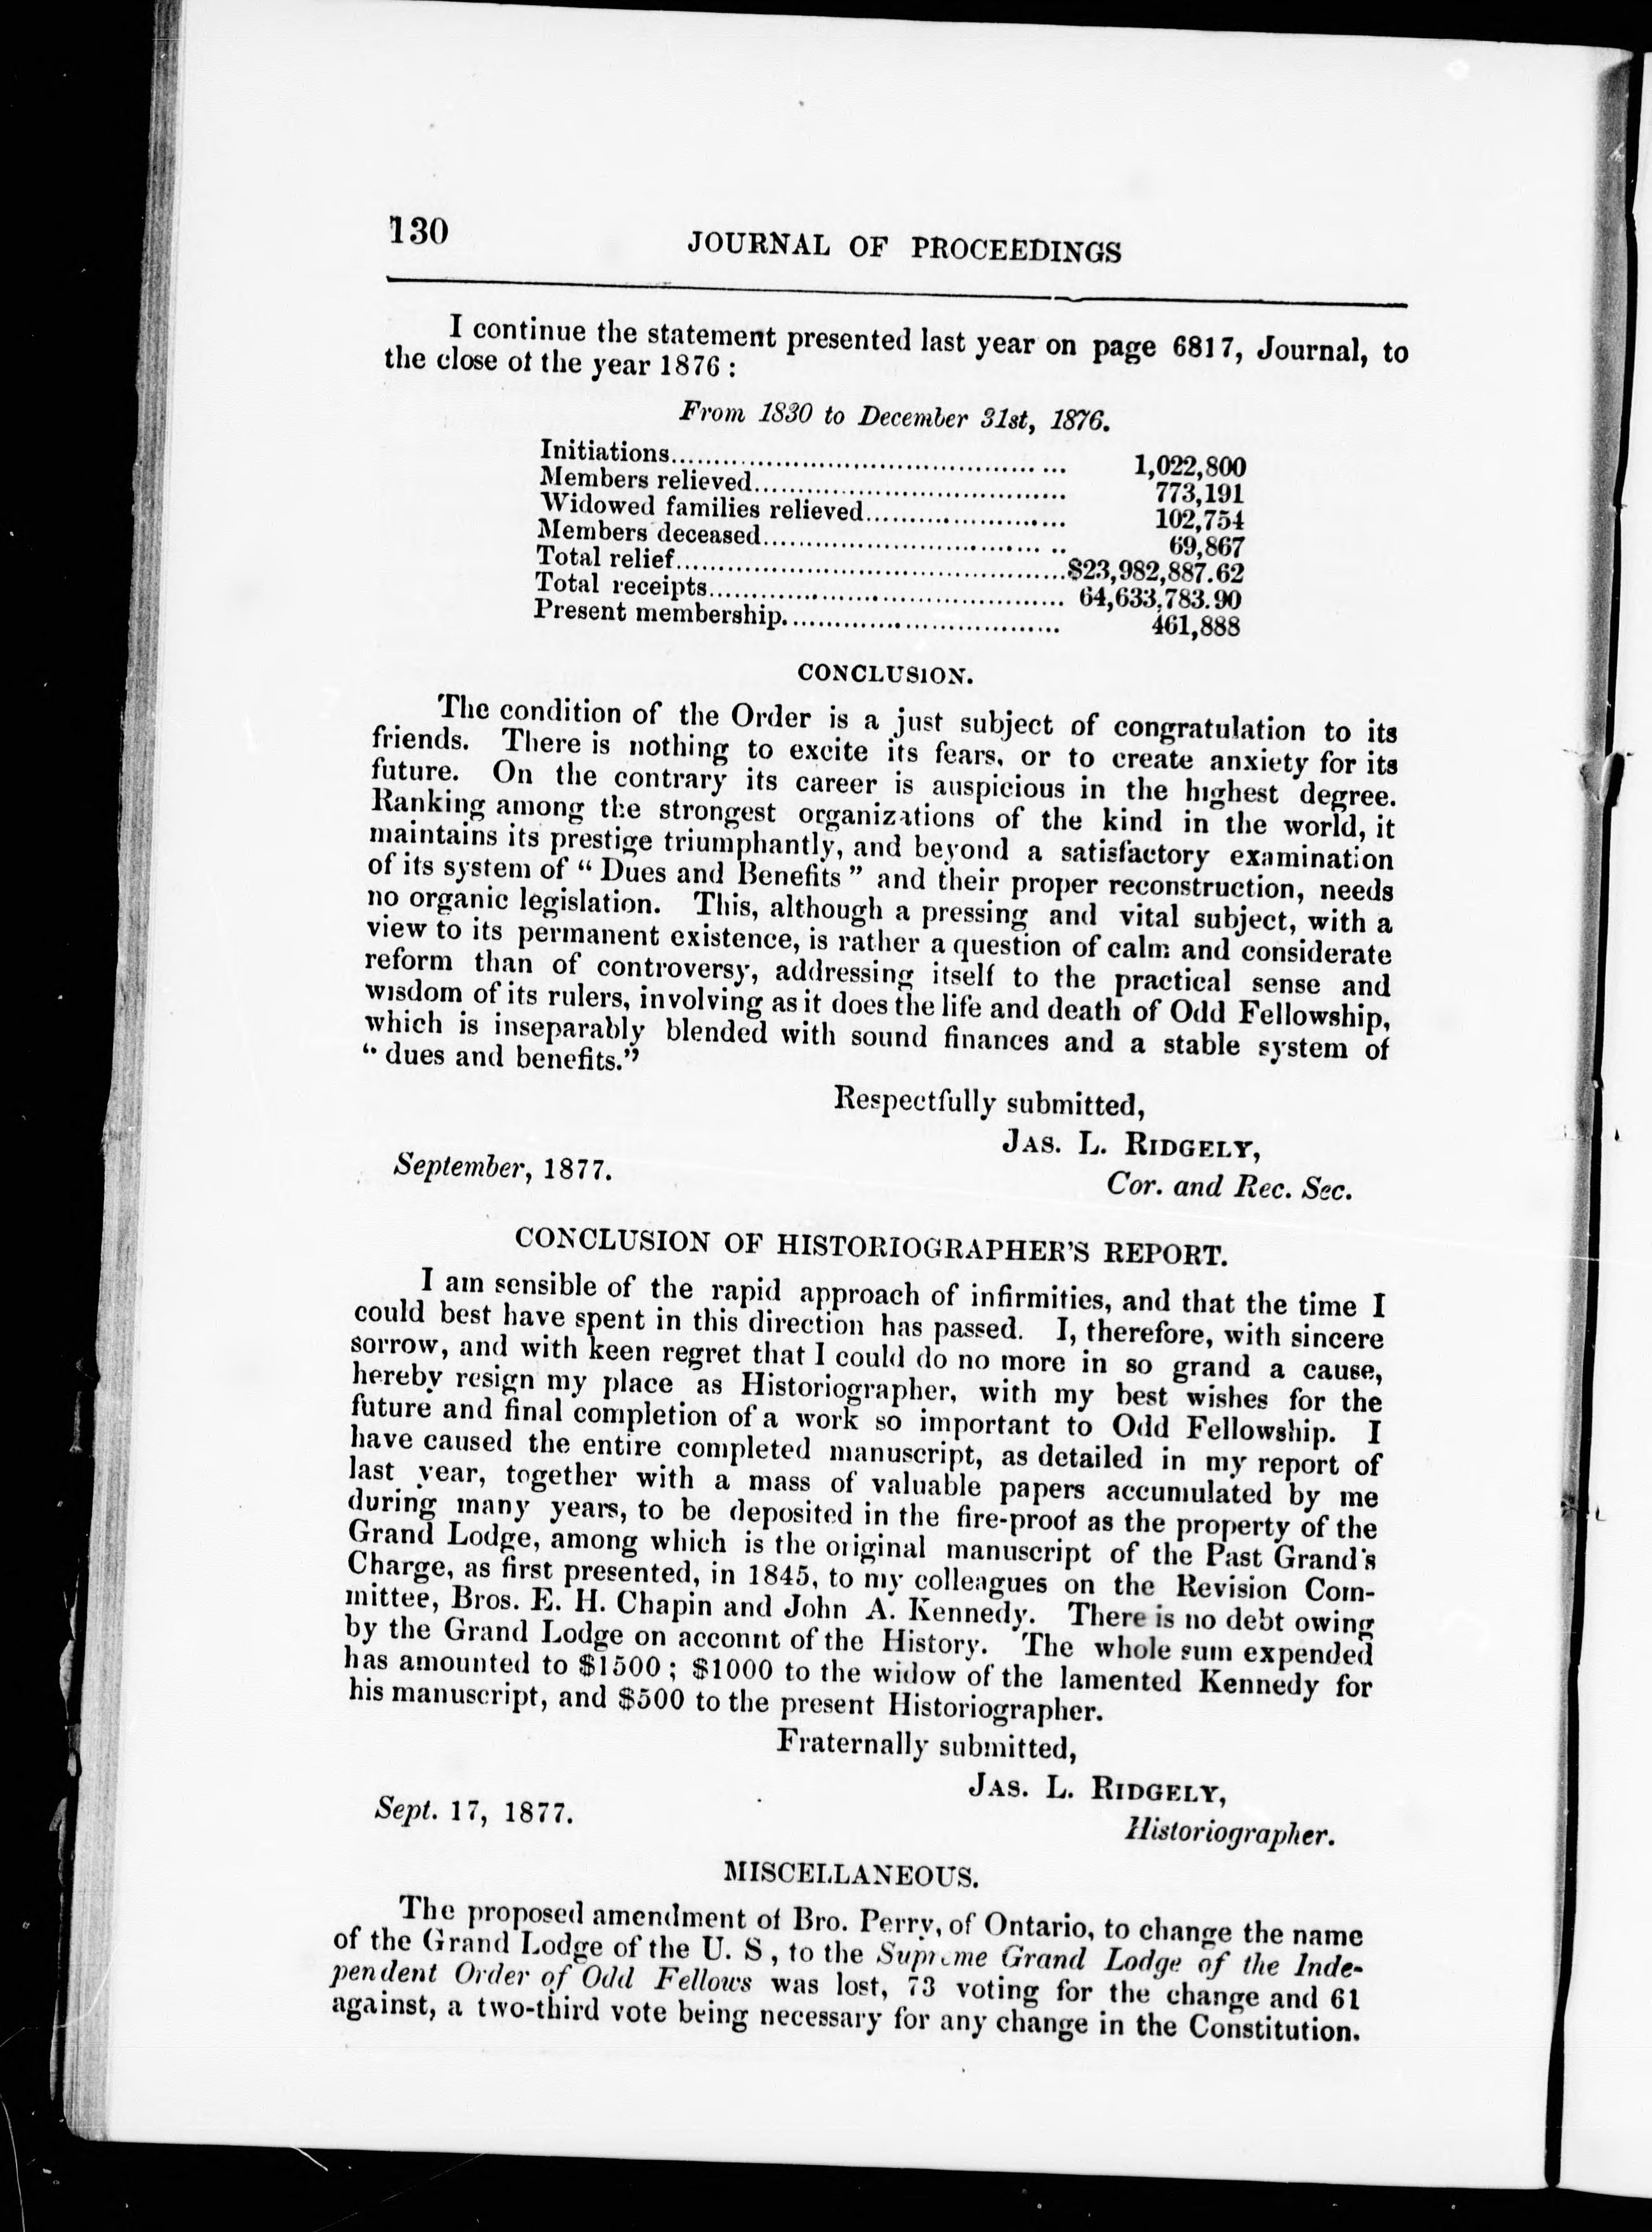 130
JOURNAL OF PROCEEDINGS
I continue the statement presented last year on page 6817, Journal, to
the close of the year 1876 :
From 1830 to December 31st, 1876.
Initiations............................................. ... 1,022,800
Members relieved..................................... 773,191
Widowed families relieved........................ 102,754
Members deceased................................. .. 69,867
Total relief..............................................$23,982,887.62
Total receipts.......................................... 64,633,783.90
Present membership................................. 461,888
CONCLUSION.
The condition of the Order is a just subject of congratulation to its
friends. There is nothing to excite its fears, or to create anxiety for its
future. On the contrary its career is auspicious in the highest degree.
Ranking among the strongest organizations of the kind in the world, it
maintains its prestige triumphantly, and beyond a satisfactory examination
of its system of “ Dues and Benefits ” and their proper reconstruction, needs
no organic legislation. This, although a pressing and vital subject, with a
view to its permanent existence, is rather a question of calm and considerate
reform than of controversy, addressing itself to the practical sense and
wisdom of its rulers, involving as it does the life and death of Odd Fellowship,
which is inseparably blended with sound finances and a stable system of
“ dues and benefits.”
Respectfully submitted,
JAS. L. RIDGELY,
September, 1877.
Cor. and Rec. Sec.
CONCLUSION OF HISTORIOGRAPHER'S REPORT.
I am sensible of the rapid approach of infirmities, and that the time I
could best have spent in this direction has passed. I, therefore, with sincere
sorrow, and with keen regret that I could do no more in so grand a cause,
hereby resign my place as Historiographer, with my best wishes for the
future and final completion of a work so important to Odd Fellowship. I
have caused the entire completed manuscript, as detailed in my report of
last year, together with a mass of valuable papers accumulated by me
during many years, to be deposited in the fire-proof as the property of the
Grand Lodge, among which is the original manuscript of the Past Grand's
Charge, as first presented, in 1845, to my colleagues on the Revision Com-
mittee, Bros. E. H. Chapin and John A. Kennedy. There is no debt owing
by the Grand Lodge on account of the History. The whole sum expended
has amounted to $1500 ; $1000 to the widow of the lamented Kennedy for
his manuscript, and $500 to the present Historiographer.
Fraternally submitted,
JAS. L. RIDGELY,
Sept. 17, 1877.
Historiographer.
MISCELLANEOUS.
The proposed amendment of Bro. Perry, of Ontario, to change the name
of the Grand Lodge of the U. S , to the Supreme Grand Lodge of the Inde-
pendent Order of Odd Fellows was lost, 73 voting for the change and 61
against, a two-third vote being necessary for any change in the Constitution.